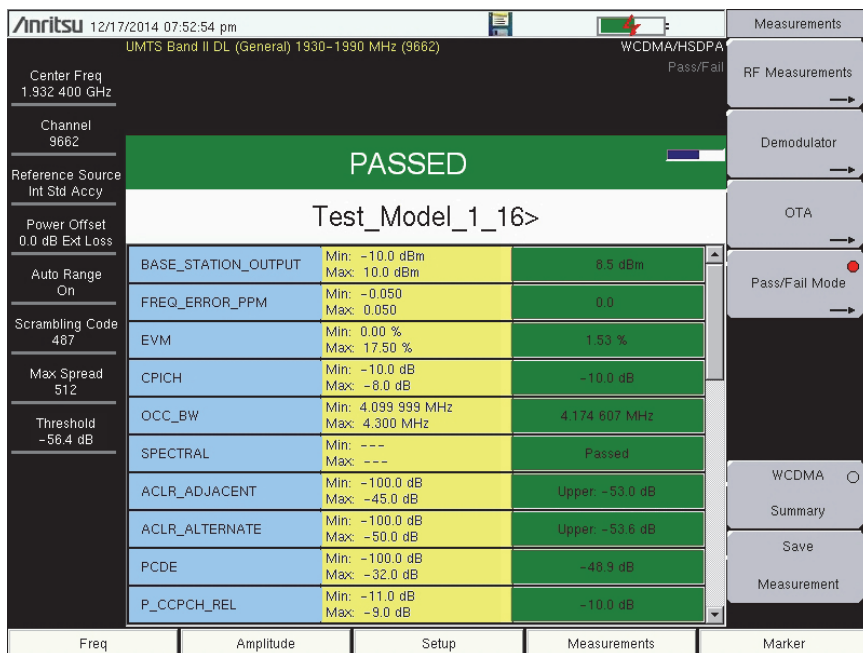 Anritsu 12/17/2014 07:52:54 pm
UMTS Band II DL (General) 1930-1990 MHz (9662)
WCDMA/HSDPA
Pass/Fail
Center Freq
1.932 400 GHz
Channel
9662
Reference Source
Int Std Accy
Power Offset
0.0 dB Ext Loss
Auto Range
On
Scrambling Code
487
Max Spread
512
Threshold
-56.4 dB
PASSED
Test_Model_1_16>
BASE_STATION_OUTPUT
Min: -10.0 dBm
Max: 10.0 dBm
8.5 dBm
FREQ_ERROR_PPM
Min: -0.050
Max: 0.050
0.0
EVM
Min: 0.00 %
Max: 17.50 %
1.53 %
CPICH
Min: -10.0 dB
Max: -8.0 dB
-10.0 dB
OCC_BW
Min: 4.099 999 MHz
Max: 4.300 MHz
4.174 607 MHz
SPECTRAL
Min: ---
Max: ---
Passed
ACLR_ADJACENT
Min: -100.0 dB
Max: -45.0 dB
Upper: -53.0 dB
ACLR_ALTERNATE
Min: -100.0 dB
Max: -50.0 dB
Upper: -53.6 dB
PCDE
Min: -100.0 dB
Max: -32.0 dB
-48.9 dB
P_CCPCH_REL
Min: -11.0 dB
Max: -9.0 dB
-10.0 dB
Measurements
RF Measurements
Demodulator
OTA
Pass/Fail Mode
WCDMA
Summary
Save
Measurement
Freq
Amplitude
Setup
Measurements
Marker